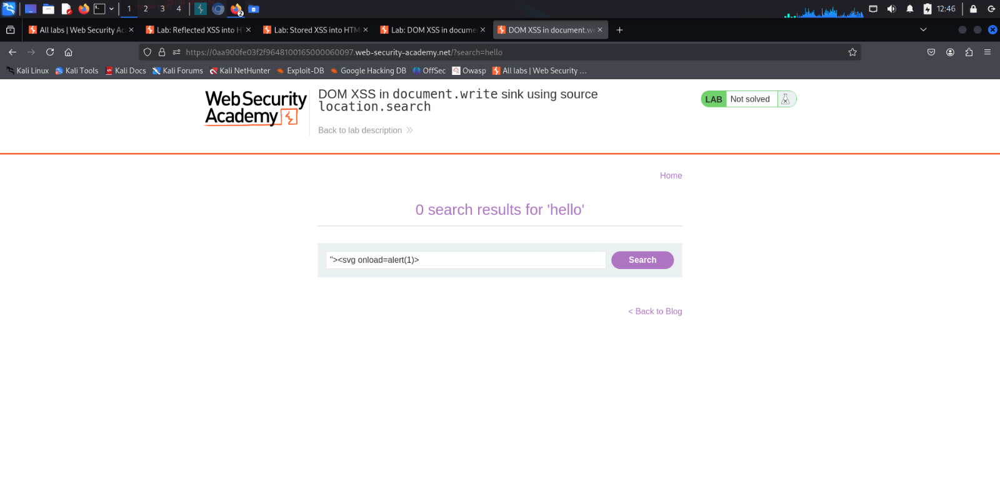 1 2 3 4 2 12:46
All labs | Web Security Ac Lab: Reflected XSS into H Lab: Stored XSS into HTM Lab: DOM XSS in docume DOM XSS in document.w
https://0aa900fe03f2f9648100165000060097.web-security-academy.net/?search=hello
Kali Linux Kali Tools Kali Docs Kali Forums Kali NetHunter Exploit-DB Google Hacking DB OffSec Owasp All labs | Web Security …
WebSecurity
Academy
DOM XSS in document.write sink using source
location.search
Back to lab description
LAB Not solved
Home
0 search results for 'hello'
"><svg onload=alert(1)>
Search
< Back to Blog